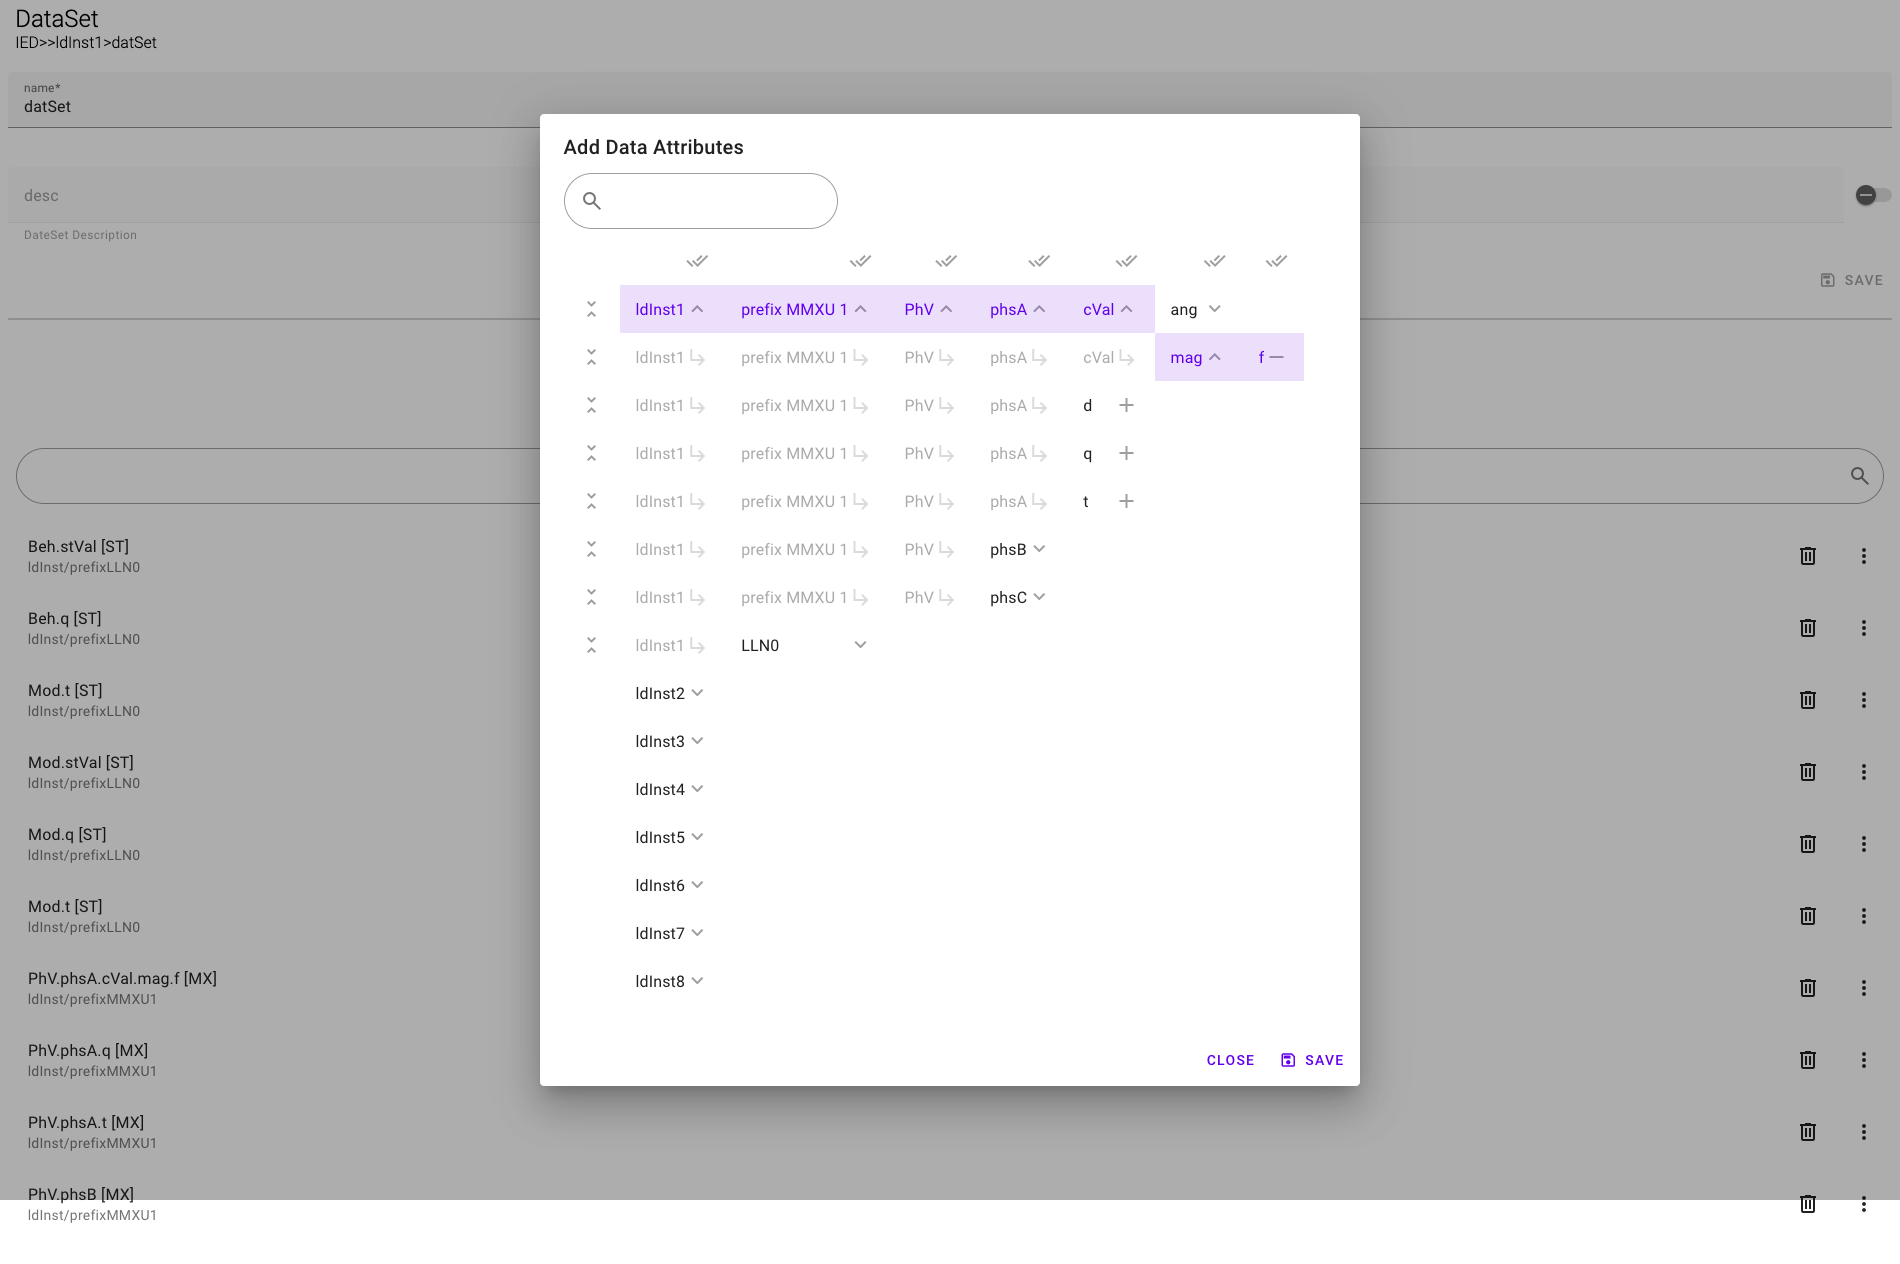 DataSet
IED>>ldInst1>datSet
name*
datSet
desc
DateSet Description
SAVE
Add Data Attributes
ldInst1 prefix MMXU 1 PhV phsA cVal ang
ldInst1 prefix MMXU 1 PhV phsA cVal mag f
ldInst1 prefix MMXU 1 PhV phsA d
ldInst1 prefix MMXU 1 PhV phsA q
ldInst1 prefix MMXU 1 PhV phsA t
ldInst1 prefix MMXU 1 PhV phsB
ldInst1 prefix MMXU 1 PhV phsC
ldInst1 LLN0
ldInst2
ldInst3
ldInst4
ldInst5
ldInst6
ldInst7
ldInst8
CLOSE SAVE
Beh.stVal [ST]
ldInst/prefixLLN0
Beh.q [ST]
ldInst/prefixLLN0
Mod.t [ST]
ldInst/prefixLLN0
Mod.stVal [ST]
ldInst/prefixLLN0
Mod.q [ST]
ldInst/prefixLLN0
Mod.t [ST]
ldInst/prefixLLN0
PhV.phsA.cVal.mag.f [MX]
ldInst/prefixMMXU1
PhV.phsA.q [MX]
ldInst/prefixMMXU1
PhV.phsA.t [MX]
ldInst/prefixMMXU1
PhV.phsB [MX]
ldInst/prefixMMXU1